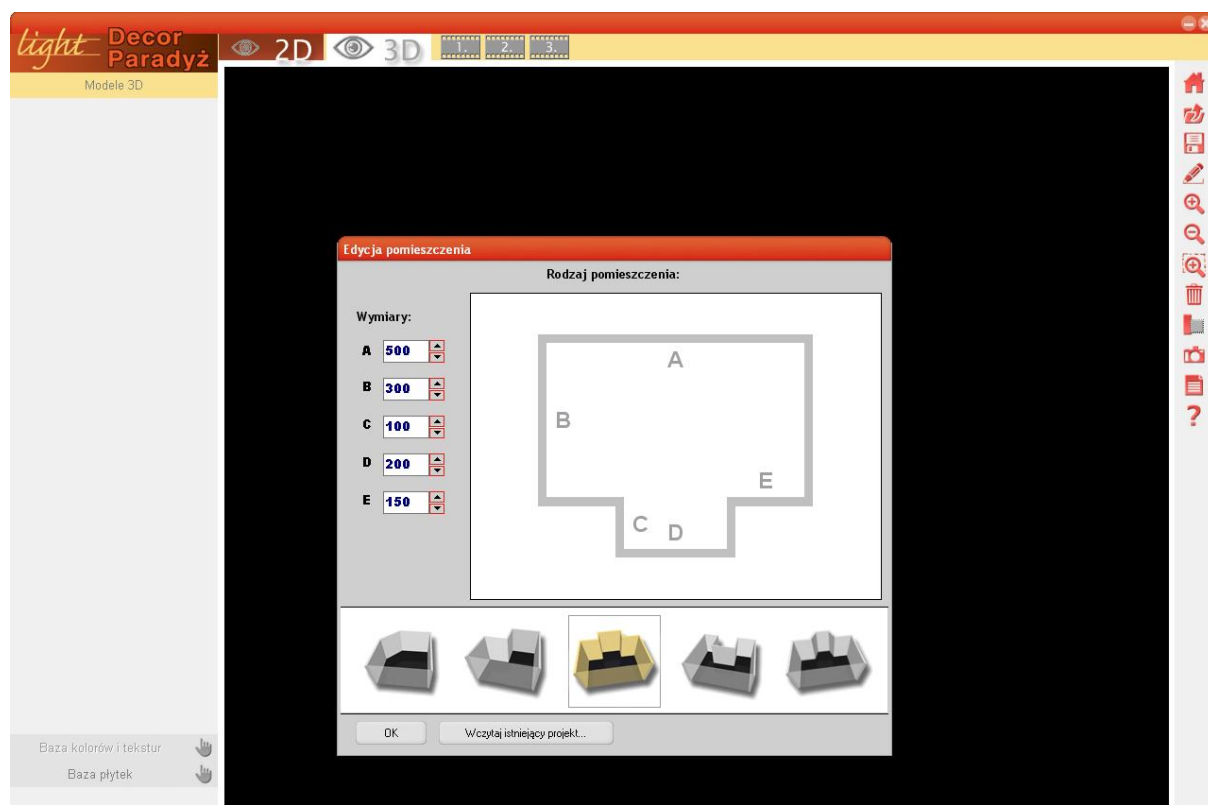 light Decor
Paradyż
2D
3D
1.
2.
3.
Modele 3D
Edycja pomieszczenia
Rodzaj pomieszczenia:
Wymiary:
A 500
B 300
C 100
D 200
E 150
A
B
E
C
D
OK
Wczytaj istniejący projekt...
Baza kolorów i tekstur
Baza płytek
?